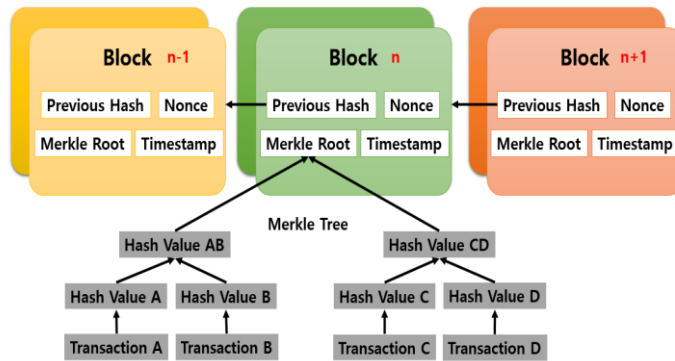 Block n-1
Block n
Block n+1
Previous Hash
Nonce
Previous Hash
Nonce
Previous Hash
Nonce
Merkle Root
Timestamp
Merkle Root
Timestamp
Merkle Root
Timestamp
Merkle Tree
Hash Value AB
Hash Value CD
Hash Value A
Hash Value B
Hash Value C
Hash Value D
Transaction A
Transaction B
Transaction C
Transaction D